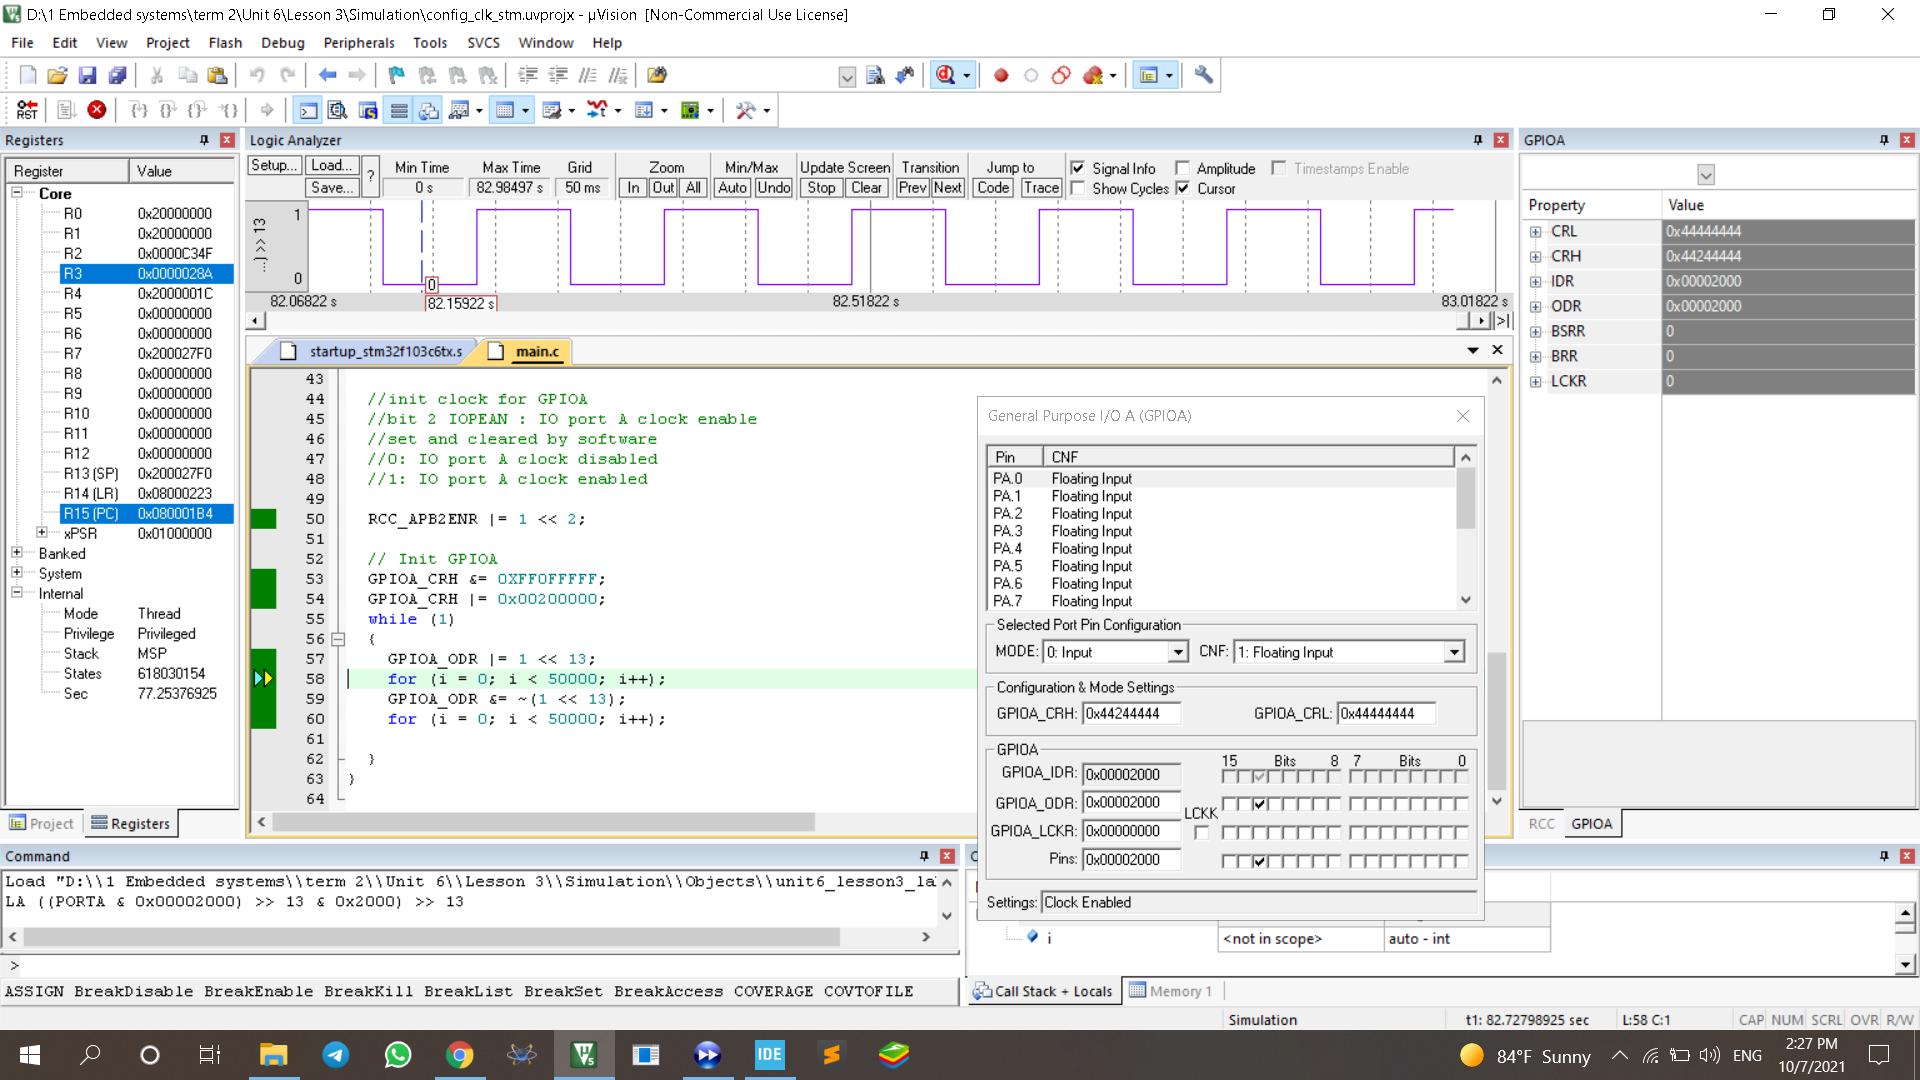 D:\1 Embedded systems\term 2\Unit 6\Lesson 3\Simulation\config_clk_stm.uvprojx - µVision  [Non-Commercial Use License]
File Edit View Project Flash Debug Peripherals Tools SVCS Window Help
RST
Registers
Register Value
Core
R0 0x20000000
R1 0x20000000
R2 0x0000C34F
R3 0x0000028A
R4 0x2000001C
R5 0x00000000
R6 0x00000000
R7 0x200027F0
R8 0x00000000
R9 0x00000000
R10 0x00000000
R11 0x00000000
R12 0x00000000
R13 (SP) 0x200027F0
R14 (LR) 0x08000223
R15 (PC) 0x080001B4
xPSR 0x01000000
Banked
System
Internal
Mode Thread
Privilege Privileged
Stack MSP
States 618030154
Sec 77.25376925
Project Registers
Logic Analyzer
Setup... Load... Save... ?
Min Time Max Time Grid Zoom Min/Max Update Screen Transition Jump to
0 s 82.98497 s 50 ms In Out All Auto Undo Stop Clear Prev Next Code Trace
Signal Info Amplitude Timestamps Enable
Show Cycles Cursor
...) >> 13
1
0
0
82.06822 s 82.15922 s 82.51822 s 83.01822 s
startup_stm32f103c6tx.s main.c
43
44 //init clock for GPIOA
45 //bit 2 IOPEAN : IO port A clock enable
46 //set and cleared by software
47 //0: IO port A clock disabled
48 //1: IO port A clock enabled
49
50 RCC_APB2ENR |= 1 << 2;
51
52 // Init GPIOA
53 GPIOA_CRH &= 0XFF0FFFFF;
54 GPIOA_CRH |= 0x00200000;
55 while (1)
56 {
57 GPIOA_ODR |= 1 << 13;
58 for (i = 0; i < 50000; i++);
59 GPIOA_ODR &= ~(1 << 13);
60 for (i = 0; i < 50000; i++);
61
62 }
63 }
64
General Purpose I/O A (GPIOA)
Pin CNF
PA.0 Floating Input
PA.1 Floating Input
PA.2 Floating Input
PA.3 Floating Input
PA.4 Floating Input
PA.5 Floating Input
PA.6 Floating Input
PA.7 Floating Input
Selected Port Pin Configuration
MODE: 0: Input CNF: 1: Floating Input
Configuration & Mode Settings
GPIOA_CRH: 0x44244444 GPIOA_CRL: 0x44444444
GPIOA
15 Bits 8 7 Bits 0
GPIOA_IDR: 0x00002000
GPIOA_ODR: 0x00002000
LCKK
GPIOA_LCKR: 0x00000000
Pins: 0x00002000
Settings: Clock Enabled
GPIOA
Property Value
CRL 0x44444444
CRH 0x44244444
IDR 0x00002000
ODR 0x00002000
BSRR 0
BRR 0
LCKR 0
RCC GPIOA
Command
Load "D:\\1 Embedded systems\\term 2\\Unit 6\\Lesson 3\\Simulation\\Objects\\unit6_lesson3_la
LA ((PORTA & 0x00002000) >> 13 & 0x2000) >> 13
>
ASSIGN BreakDisable BreakEnable BreakKill BreakList BreakSet BreakAccess COVERAGE COVTOFILE
i <not in scope> auto - int
Call Stack + Locals Memory 1
Simulation t1: 82.72798925 sec L:58 C:1 CAP NUM SCRL OVR R/W
IDE
84°F Sunny ENG 2:27 PM
10/7/2021